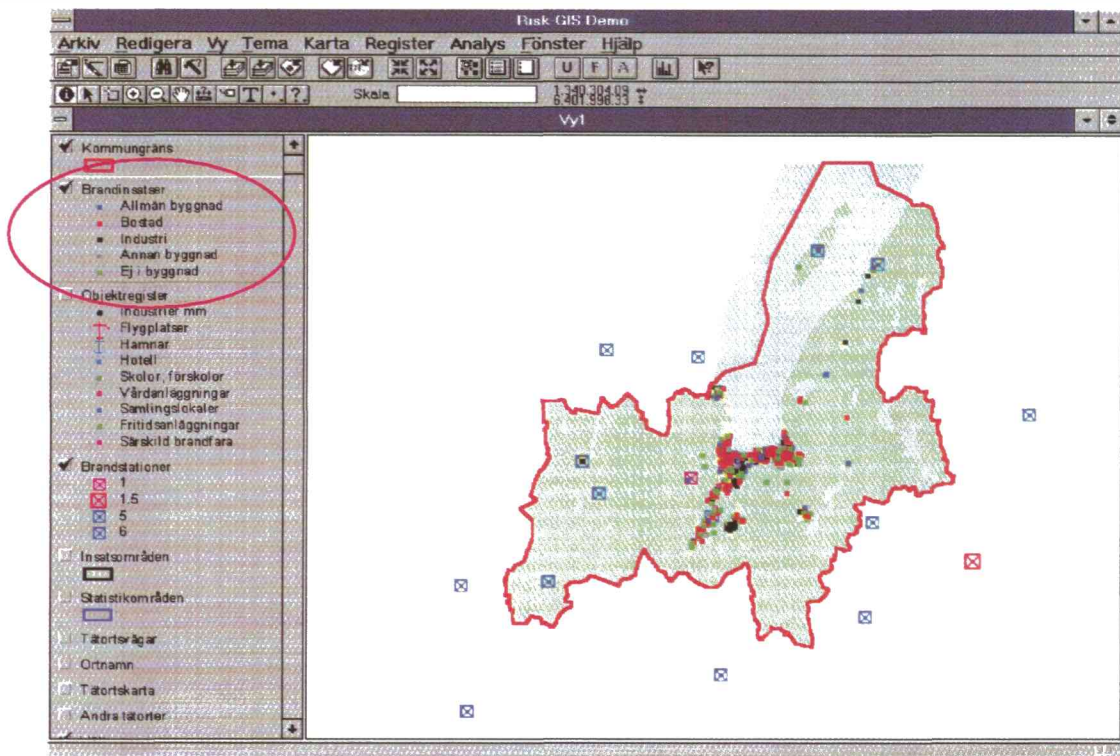 Risk GIS Demo
Arkiv Redigera Vy Tema Karta Register Analys Fönster Hjälp
U F A
T ?
Skala 1.340.304.09
6.401.998.33
Vy1
Kommungräns
Brandinsatser
Allmän byggnad
Bostad
Industri
Annan byggnad
Ej i byggnad
Objektregister
Industrier mm
Flygplatser
Hamnar
Hotell
Skolor, förskolor
Vårdanläggningar
Samlingslokaler
Fritidsanläggningar
Särskild brandfara
Brandstationer
1
1.5
5
6
Insatsområden
Statistikområden
Tätortsvägar
Ortnamn
Tätortskarta
Andra tätorter